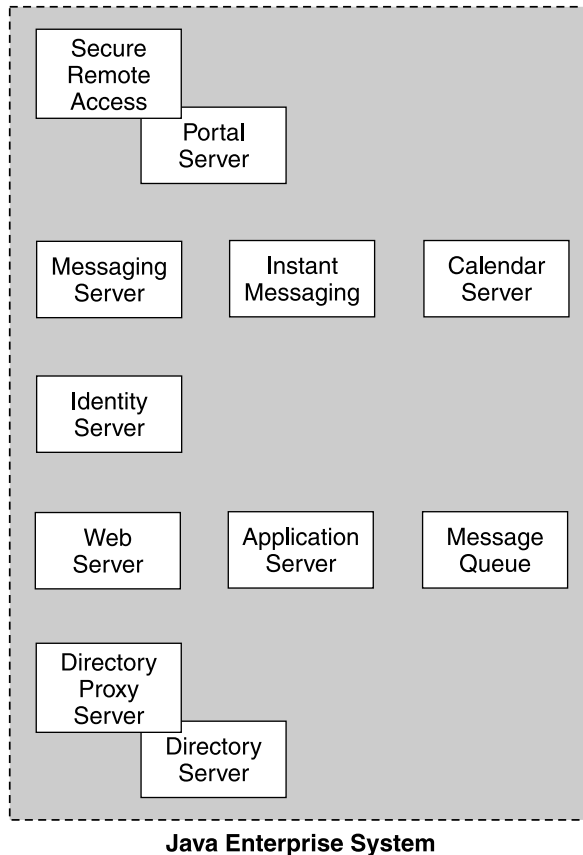 Secure
Remote
Access
Portal
Server
Messaging
Server
Instant
Messaging
Calendar
Server
Identity
Server
Web
Server
Application
Server
Message
Queue
Directory
Proxy
Server
Directory
Server
Java Enterprise System